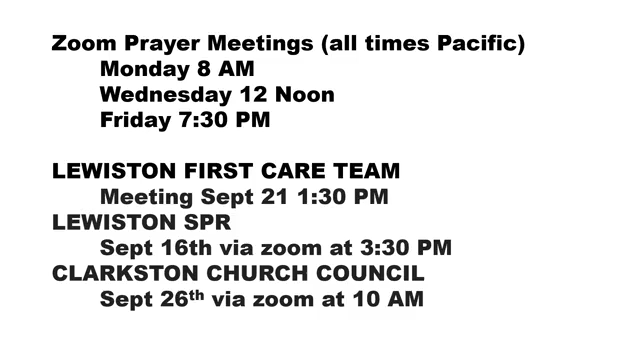 Zoom Prayer Meetings (all times Pacific)
Monday 8 AM
Wednesday 12 Noon
Friday 7:30 PM
LEWISTON FIRST CARE TEAM
Meeting Sept 21 1:30 PM
LEWISTON SPR
Sept 16th via zoom at 3:30 PM
CLARKSTON CHURCH COUNCIL
Sept 26th via zoom at 10 AM